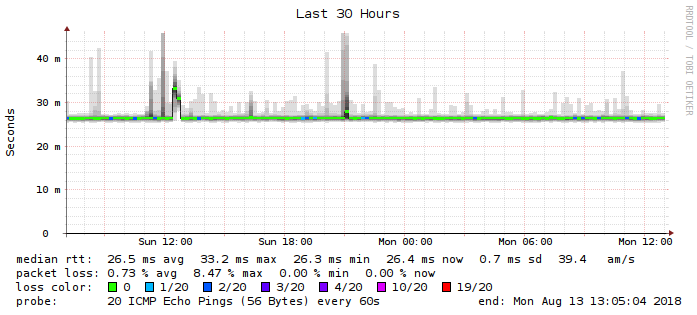 Last 30 Hours
RRDTOOL / TOBI OETIKER
Seconds
40 m
30 m
20 m
10 m
0
Sun 12:00 Sun 18:00 Mon 00:00 Mon 06:00 Mon 12:00
median rtt: 26.5 ms avg 33.2 ms max 26.3 ms min 26.4 ms now 0.7 ms sd 39.4 am/s
packet loss: 0.73 % avg 8.47 % max 0.00 % min 0.00 % now
loss color: 0 1/20 2/20 3/20 4/20 10/20 19/20
probe: 20 ICMP Echo Pings (56 Bytes) every 60s end: Mon Aug 13 13:05:04 2018